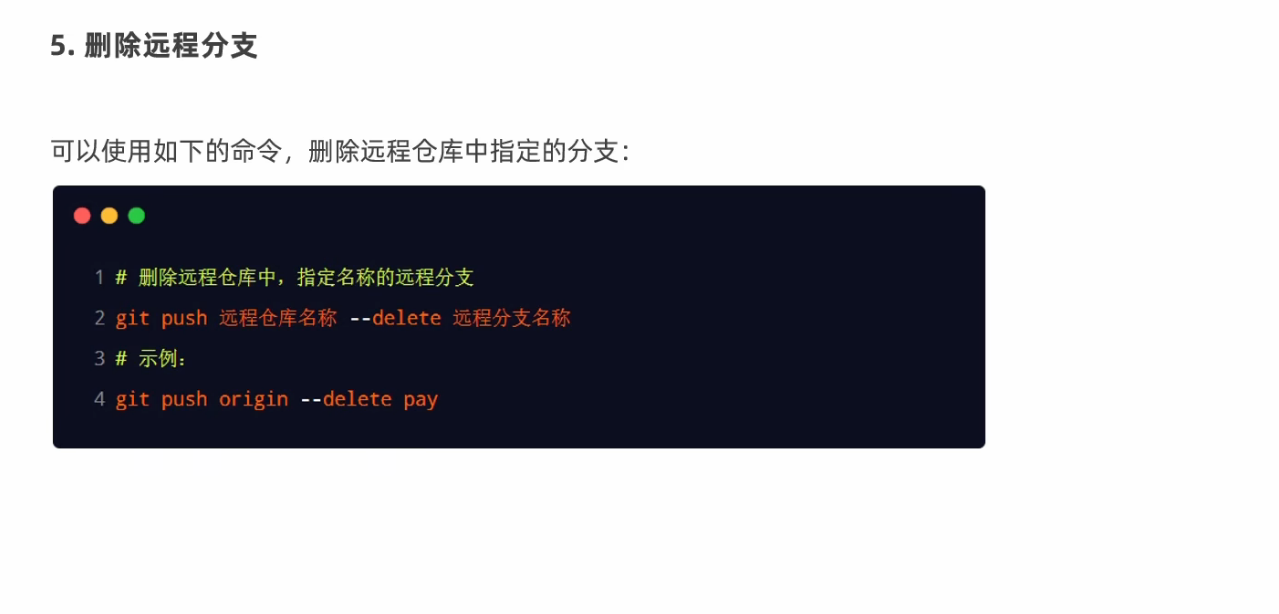 5. 删除远程分支
可以使用如下的命令，删除远程仓库中指定的分支：
1 # 删除远程仓库中，指定名称的远程分支
2 git push 远程仓库名称 --delete 远程分支名称
3 # 示例：
4 git push origin --delete pay